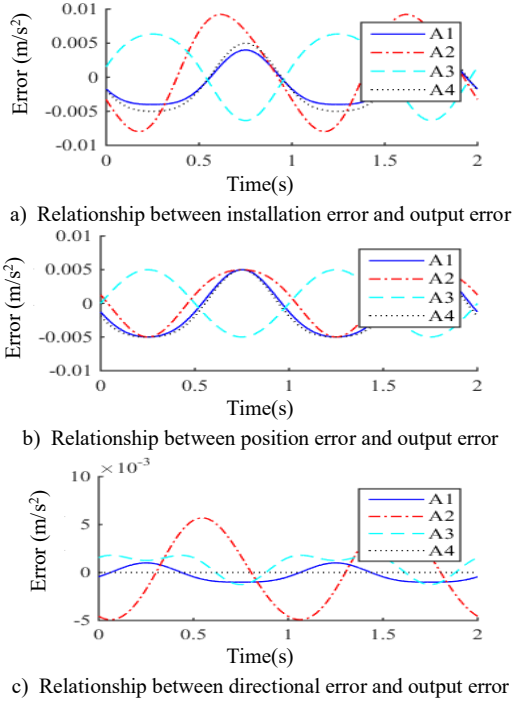 0.01
0.005
0
-0.005
-0.01
Error (m/s²)
A1
A2
A3
A4
0 0.5 1 1.5 2
Time(s)
a) Relationship between installation error and output error
0.01
0.005
0
-0.005
-0.01
Error (m/s²)
A1
A2
A3
A4
0 0.5 1 1.5 2
Time(s)
b) Relationship between position error and output error
×10⁻³
10
5
0
-5
Error (m/s²)
A1
A2
A3
A4
0 0.5 1 1.5 2
Time(s)
c) Relationship between directional error and output error